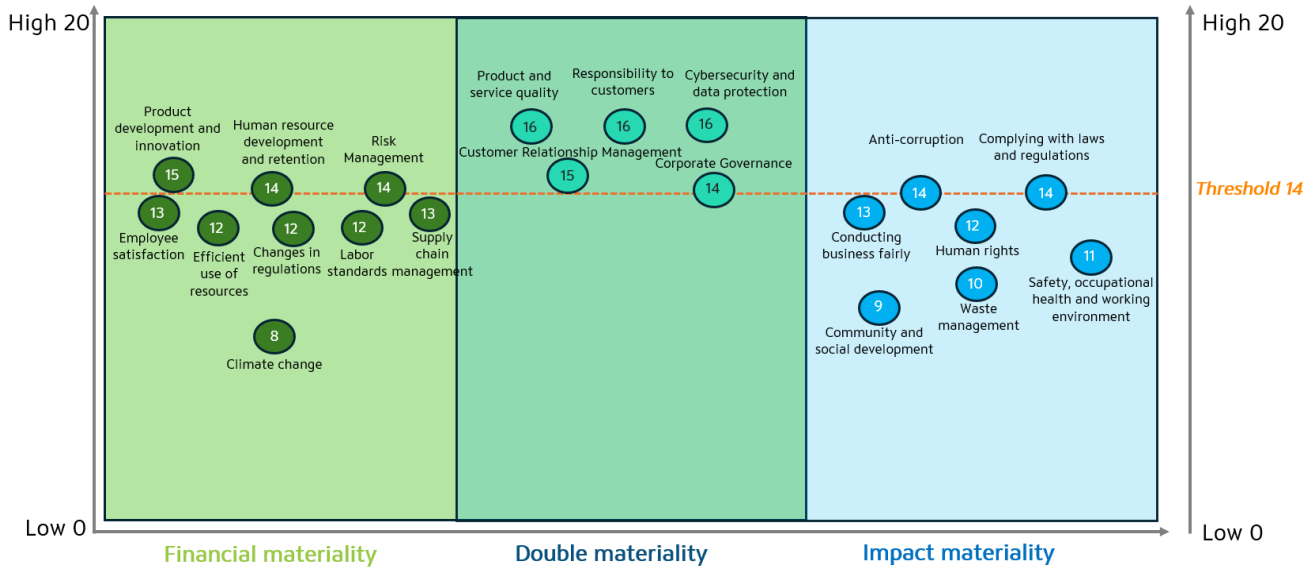 High 20
High 20
Product
development and
innovation
15
Human resource
development
and retention
14
Risk
Management
14
13
Employee
satisfaction
12
Efficient
use of
resources
12
Changes in
regulations
12
Labor
standards
13
Supply
chain
management
8
Climate change
Product and
service quality
16
Responsibility to
customers
16
Cybersecurity and
data protection
16
Customer Relationship Management
15
Corporate Governance
14
Anti-corruption
14
Complying with laws
and regulations
14
Threshold 14
13
Conducting
business fairly
12
Human rights
11
Safety, occupational
health and working
environment
10
Waste
management
9
Community and
social development
Low 0
Low 0
Financial materiality
Double materiality
Impact materiality